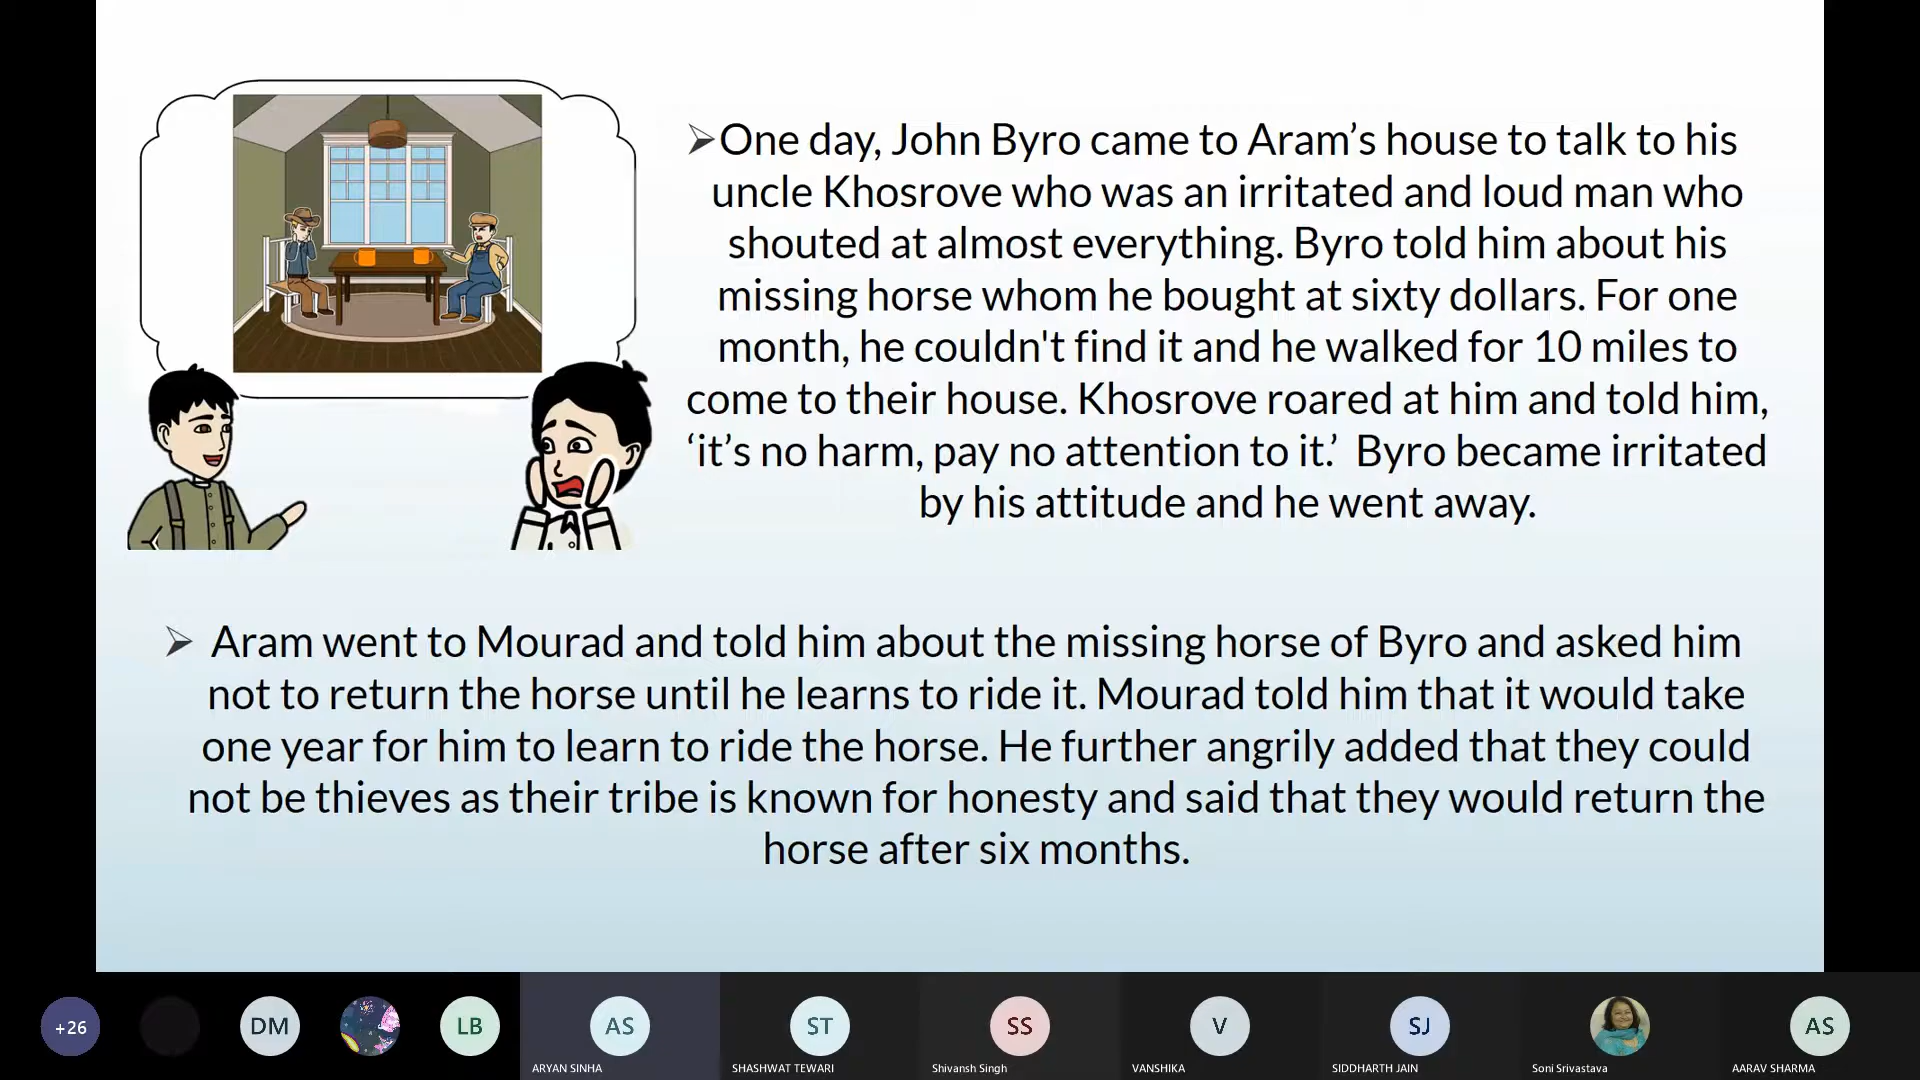 ➢One day, John Byro came to Aram’s house to talk to his
uncle Khosrove who was an irritated and loud man who
shouted at almost everything. Byro told him about his
missing horse whom he bought at sixty dollars. For one
month, he couldn't find it and he walked for 10 miles to
come to their house. Khosrove roared at him and told him,
‘it’s no harm, pay no attention to it.’ Byro became irritated
by his attitude and he went away.
➢ Aram went to Mourad and told him about the missing horse of Byro and asked him
not to return the horse until he learns to ride it. Mourad told him that it would take
one year for him to learn to ride the horse. He further angrily added that they could
not be thieves as their tribe is known for honesty and said that they would return the
horse after six months.
+26
DM
LB
AS
ARYAN SINHA
ST
SHASHWAT TEWARI
SS
Shivansh Singh
V
VANSHIKA
SJ
SIDDHARTH JAIN
Soni Srivastava
AS
AARAV SHARMA